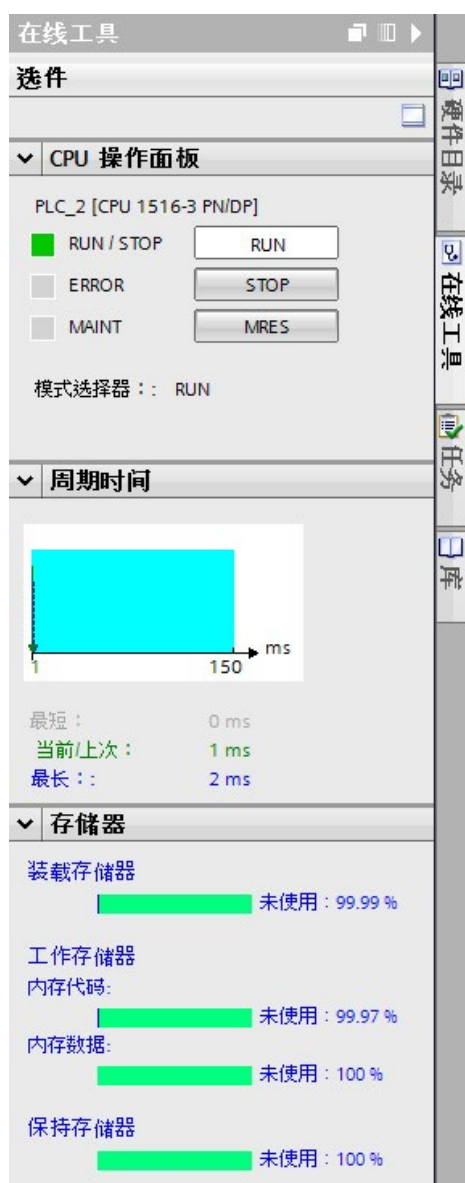 在线工具
选件
CPU 操作面板
PLC_2 [CPU 1516-3 PN/DP]
RUN / STOP RUN
ERROR STOP
MAINT MRES
模式选择器：: RUN
周期时间
ms
1 150
最短： 0 ms
当前/上次： 1 ms
最长：: 2 ms
存储器
装载存储器
未使用：99.99 %
工作存储器
内存代码:
未使用：99.97 %
内存数据:
未使用：100 %
保持存储器
未使用：100 %
硬件目录
在线工具
任务
库